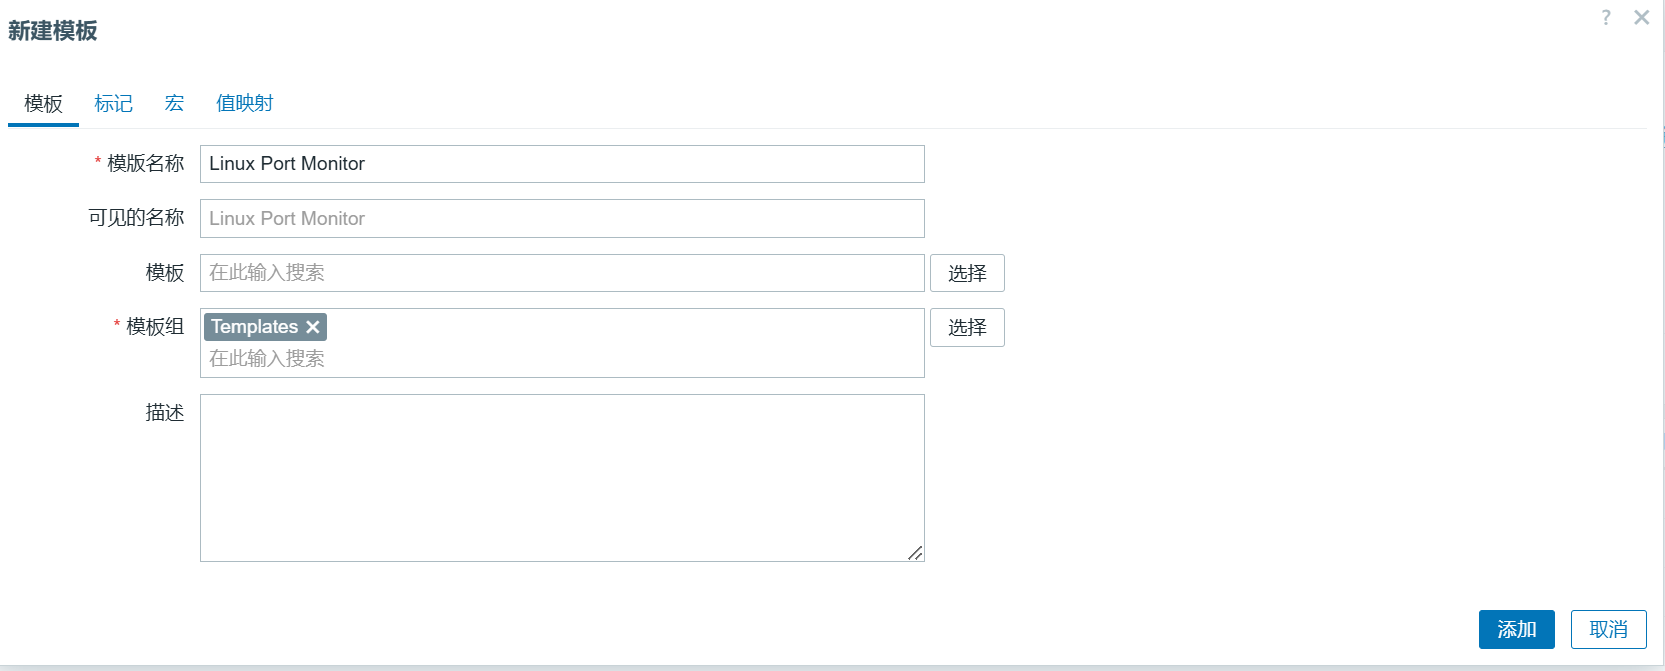 新建模板
?
模板 标记 宏 值映射
* 模版名称 Linux Port Monitor
可见的名称 Linux Port Monitor
模板 在此输入搜索 选择
* 模板组 Templates 选择
在此输入搜索
描述
添加 取消